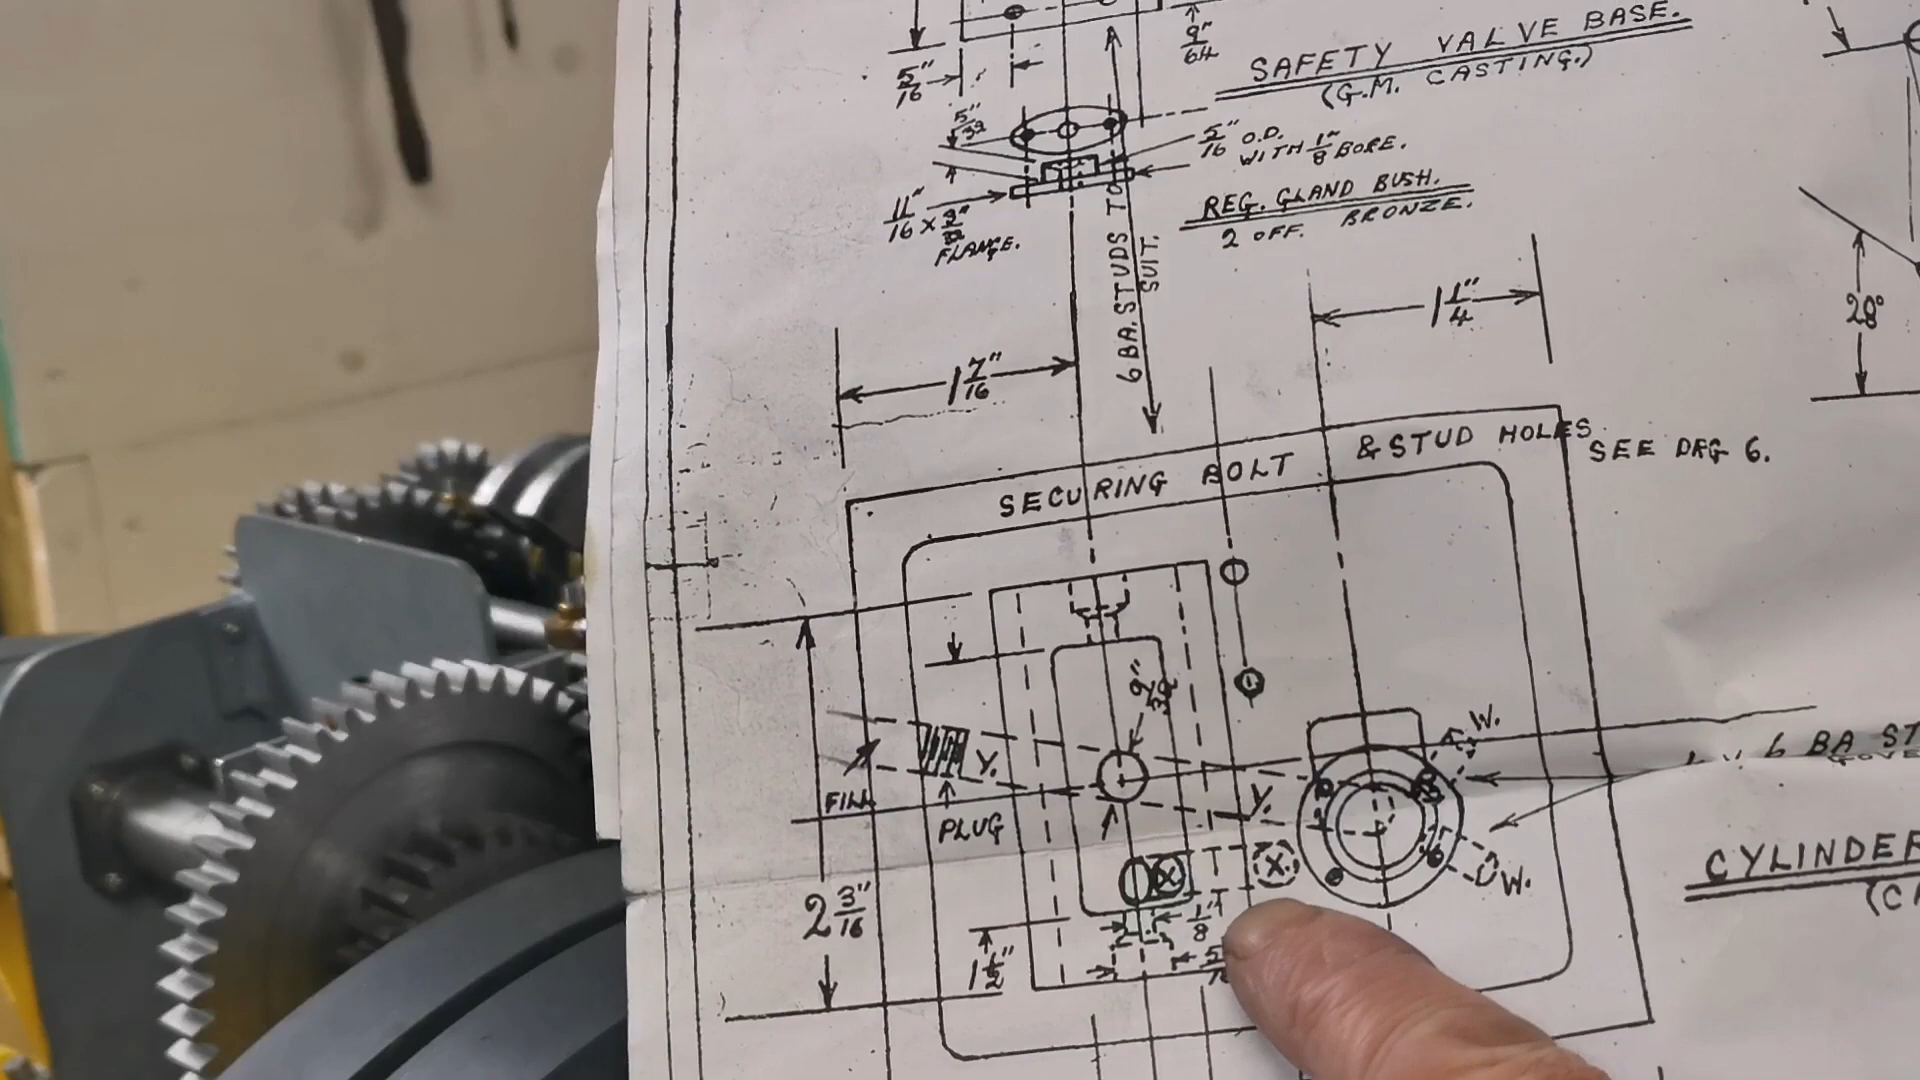 9"
64
5"
16
SAFETY VALVE BASE.
(G.M. CASTING.)
5"
32
5" O.D.
16 WITH 1" BORE.
8
11"
16 x
FLANGE.
REG. GLAND BUSH.
2 OFF. BRONZE.
6 BA. STUDS TO
SUIT.
1 1"
4
28°
1 7"
16
SECURING BOLT & STUD HOLES.
SEE DRG 6.
9"
32
W.
Y.
6 BA ST
FILL
PLUG
Y.
X
X
W.
CYLINDER
2 3"
16
1"
8
1 1"
2
5
16